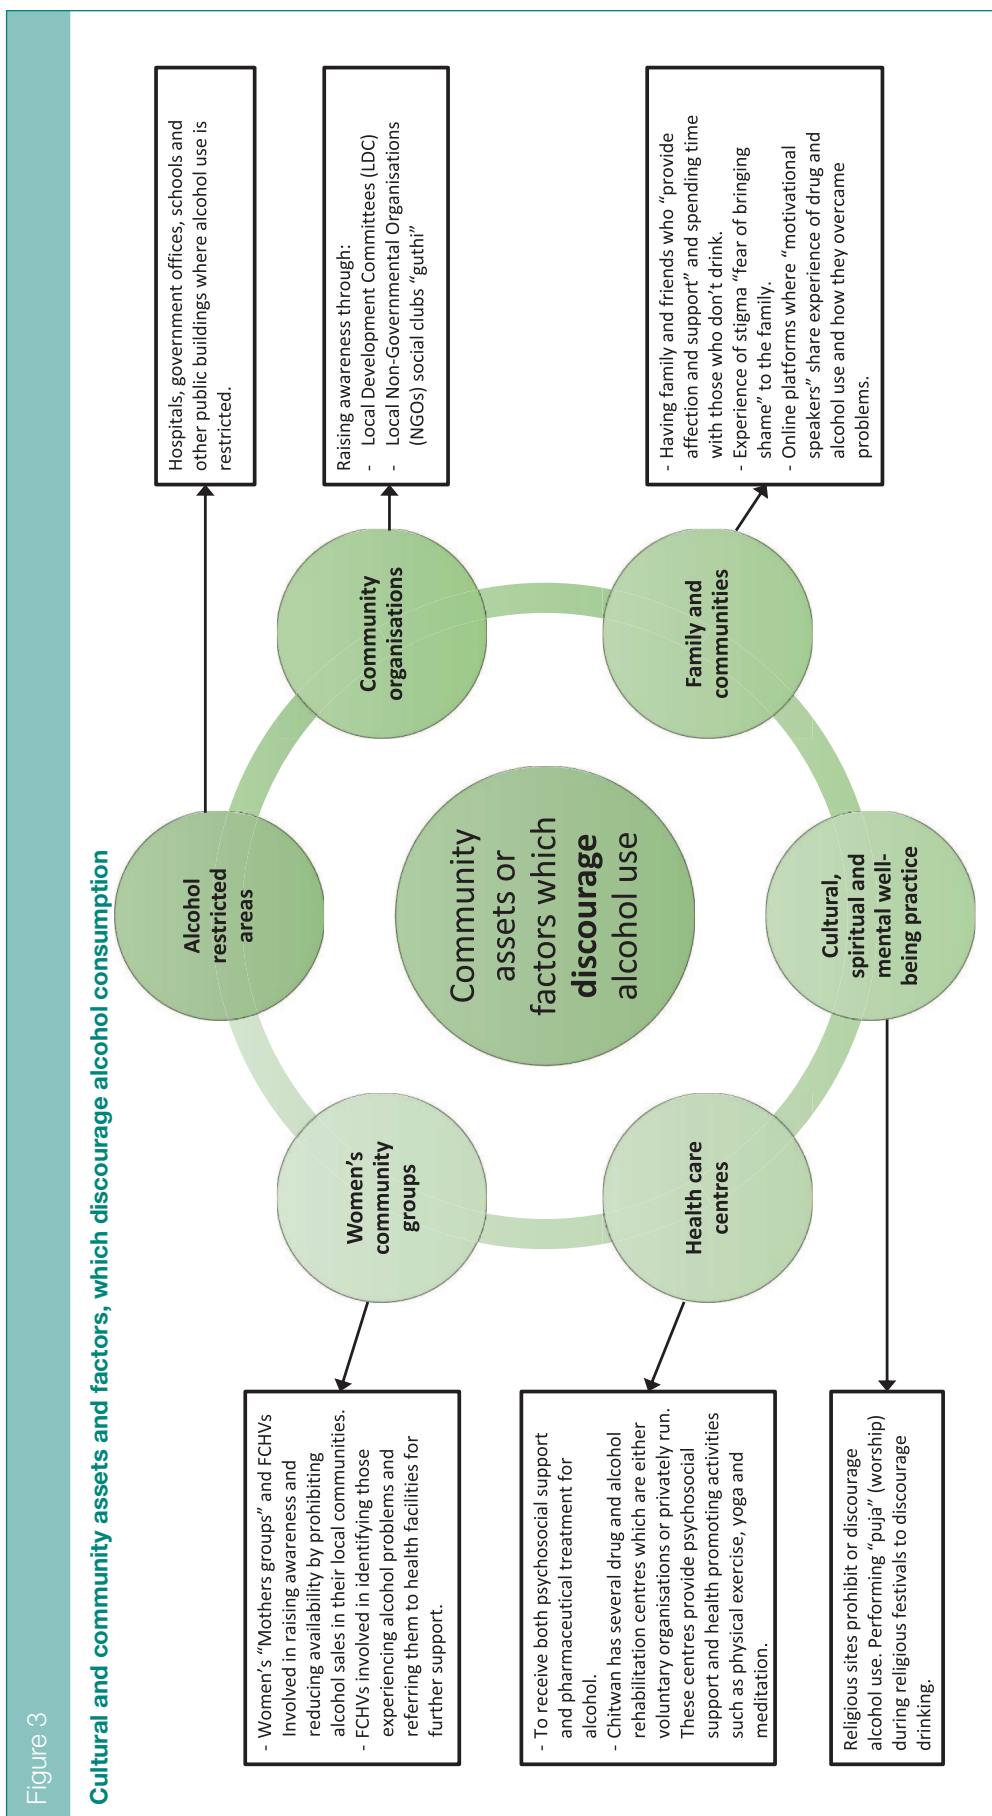 Figure 3
Cultural and community assets and factors, which discourage alcohol consumption
- Women’s “Mothers groups” and FCHVs
Involved in raising awareness and
reducing availability by prohibiting
alcohol sales in their local communities.
- FCHVs involved in identifying those
experiencing alcohol problems and
referring them to health facilities for
further support.
- To receive both psychosocial support
and pharmaceutical treatment for
alcohol.
- Chitwan has several drug and alcohol
rehabilitation centres which are either
voluntary organisations or privately run.
These centres provide psychosocial
support and health promoting activities
such as physical exercise, yoga and
meditation.
Religious sites prohibit or discourage
alcohol use. Performing “puja” (worship)
during religious festivals to discourage
drinking.
Women’s
community
groups
Health care
centres
Alcohol
restricted
areas
Community
assets or
factors which
discourage
alcohol use
Cultural,
spiritual and
mental well-
being practice
Community
organisations
Family and
communities
Hospitals, government offices, schools and
other public buildings where alcohol use is
restricted.
Raising awareness through:
- Local Development Committees (LDC)
- Local Non-Governmental Organisations
(NGOs) social clubs “guthi”
- Having family and friends who “provide
affection and support” and spending time
with those who don’t drink.
- Experience of stigma “fear of bringing
shame” to the family.
- Online platforms where “motivational
speakers” share experience of drug and
alcohol use and how they overcame
problems.